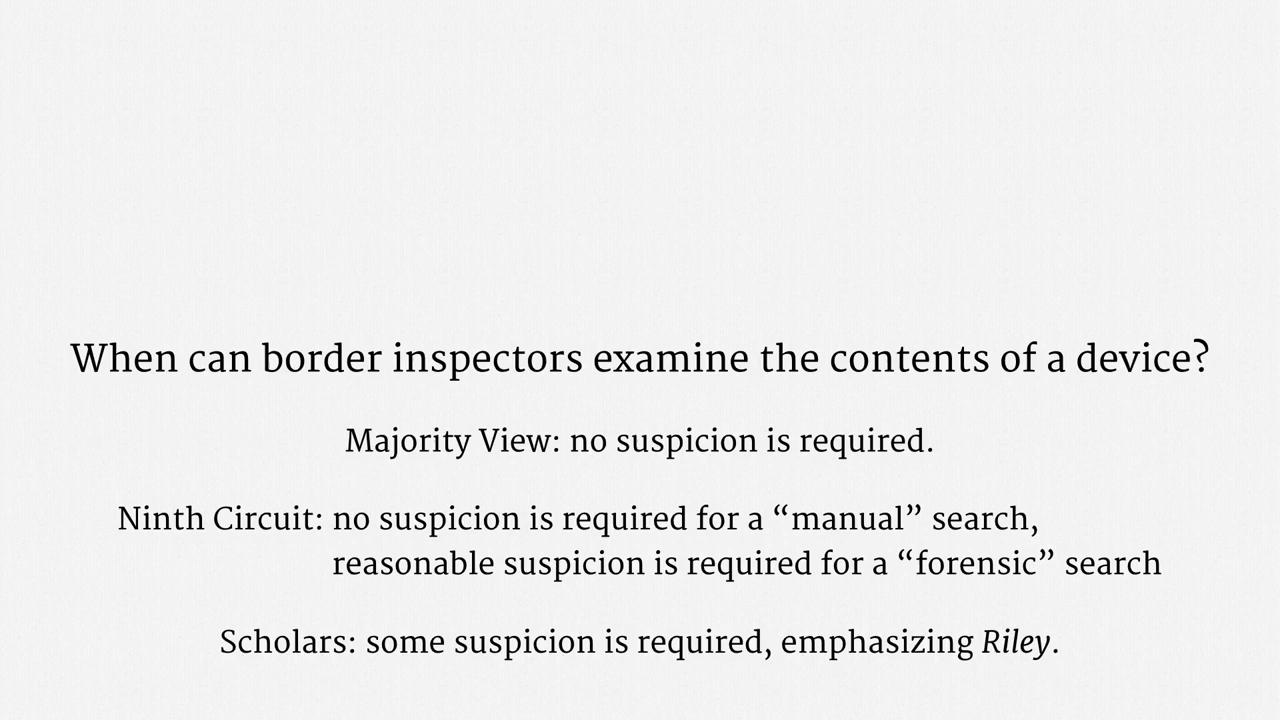 When can border inspectors examine the contents of a device?
Majority View: no suspicion is required.
Ninth Circuit: no suspicion is required for a “manual” search,
reasonable suspicion is required for a “forensic” search
Scholars: some suspicion is required, emphasizing Riley.